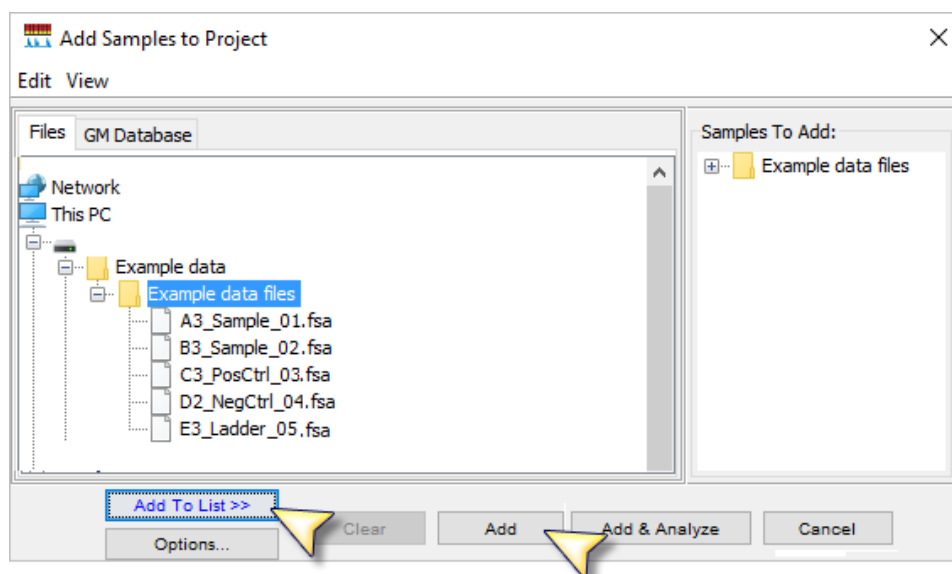 Add Samples to Project
Edit View
Files GM Database
Network
This PC
Example data
Example data files
A3_Sample_01.fsa
B3_Sample_02.fsa
C3_PosCtrl_03.fsa
D2_NegCtrl_04.fsa
E3_Ladder_05.fsa
Samples To Add:
Example data files
Add To List >>
Clear
Add
Add & Analyze
Cancel
Options...